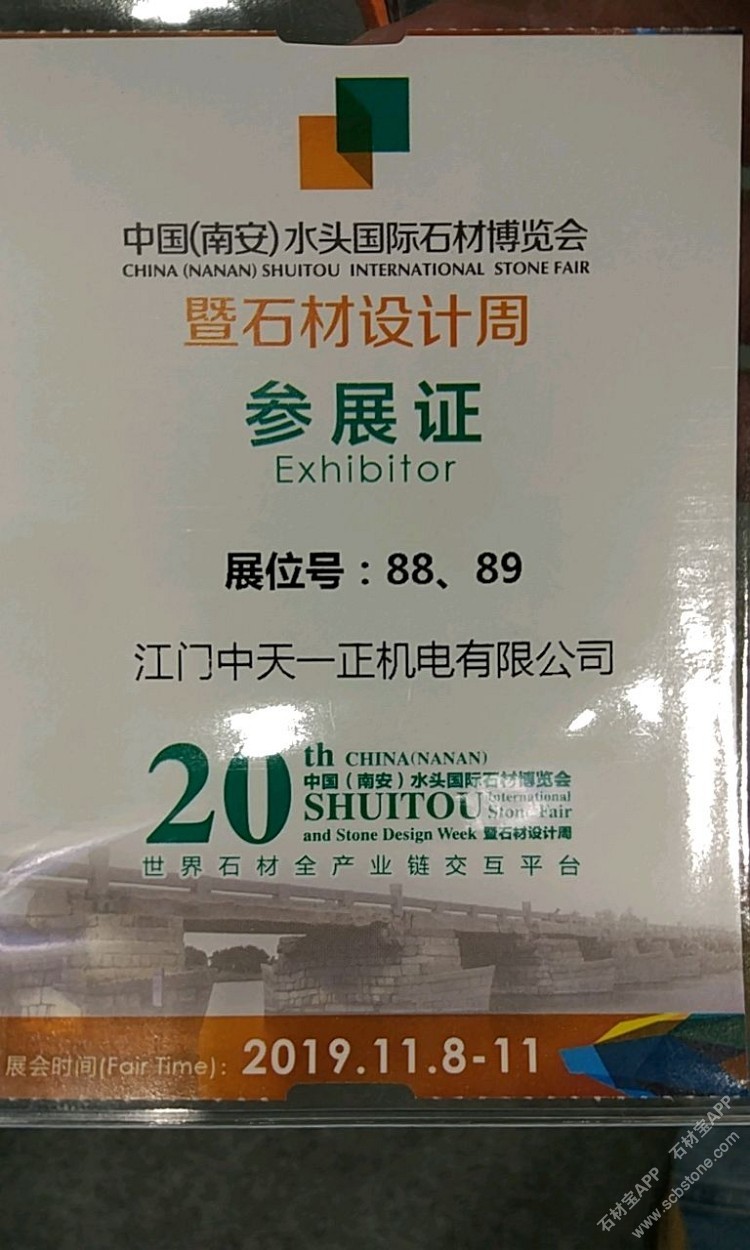 中国(南安)水头国际石材博览会
CHINA (NANAN) SHUITOU INTERNATIONAL STONE FAIR
暨石材设计周
参展证
Exhibitor
展位号：88、89
江门中天一正机电有限公司
20th CHINA(NANAN)
中国（南安）水头国际石材博览会
SHUITOU International Stone Fair
and Stone Design Week 暨石材设计周
世界石材全产业链交互平台
展会时间(Fair Time)：2019.11.8-11
石材宝APP 石材宝APP
www.scbstone.com